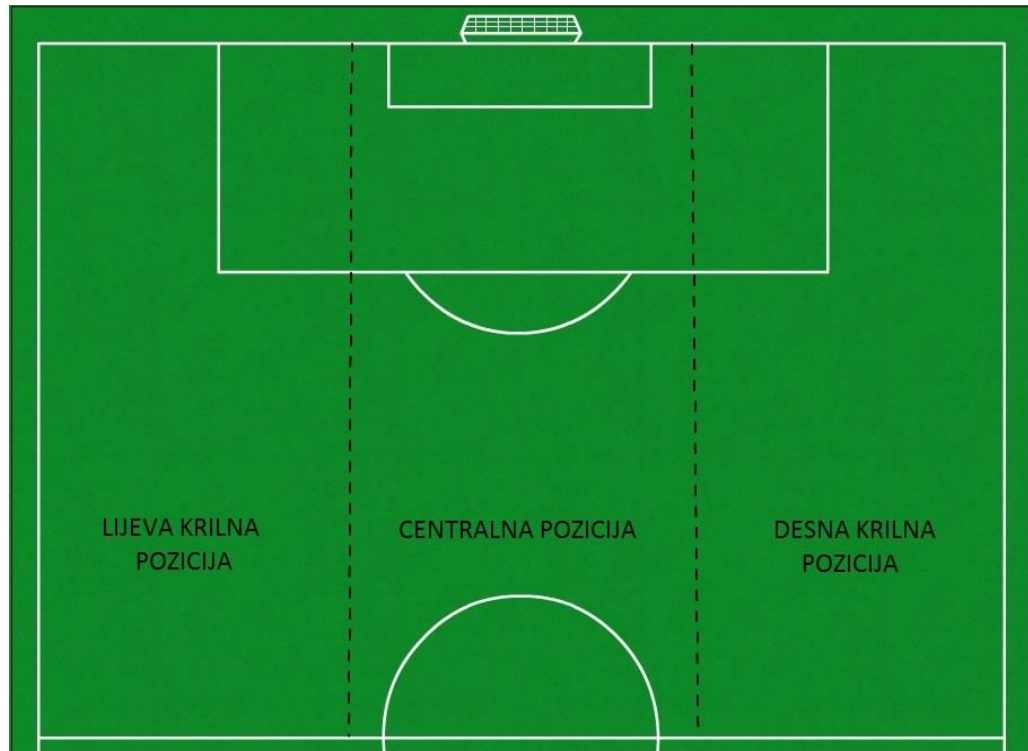 LIJEVA KRILNA
POZICIJA
CENTRALNA POZICIJA
DESNA KRILNA
POZICIJA